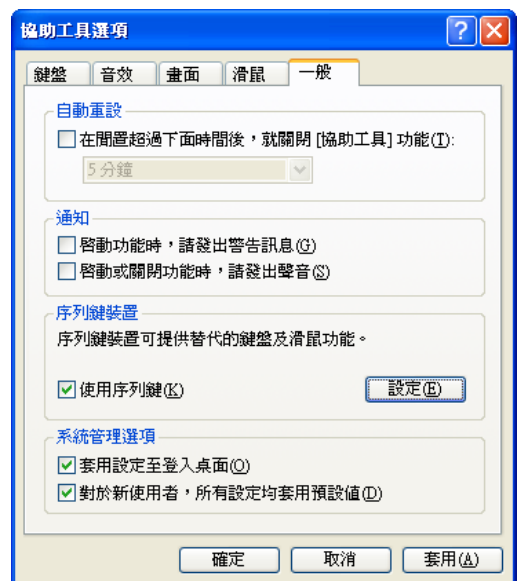 協助工具選項
鍵盤 音效 畫面 滑鼠 一般
自動重設
在閒置超過下面時間後，就關閉 [協助工具] 功能(T):
5 分鐘
通知
啓動功能時，請發出警告訊息(G)
啓動或關閉功能時，請發出聲音(S)
序列鍵裝置
序列鍵裝置可提供替代的鍵盤及滑鼠功能。
使用序列鍵(K) 設定(E)
系統管理選項
套用設定至登入桌面(O)
對於新使用者，所有設定均套用預設值(D)
確定 取消 套用(A)